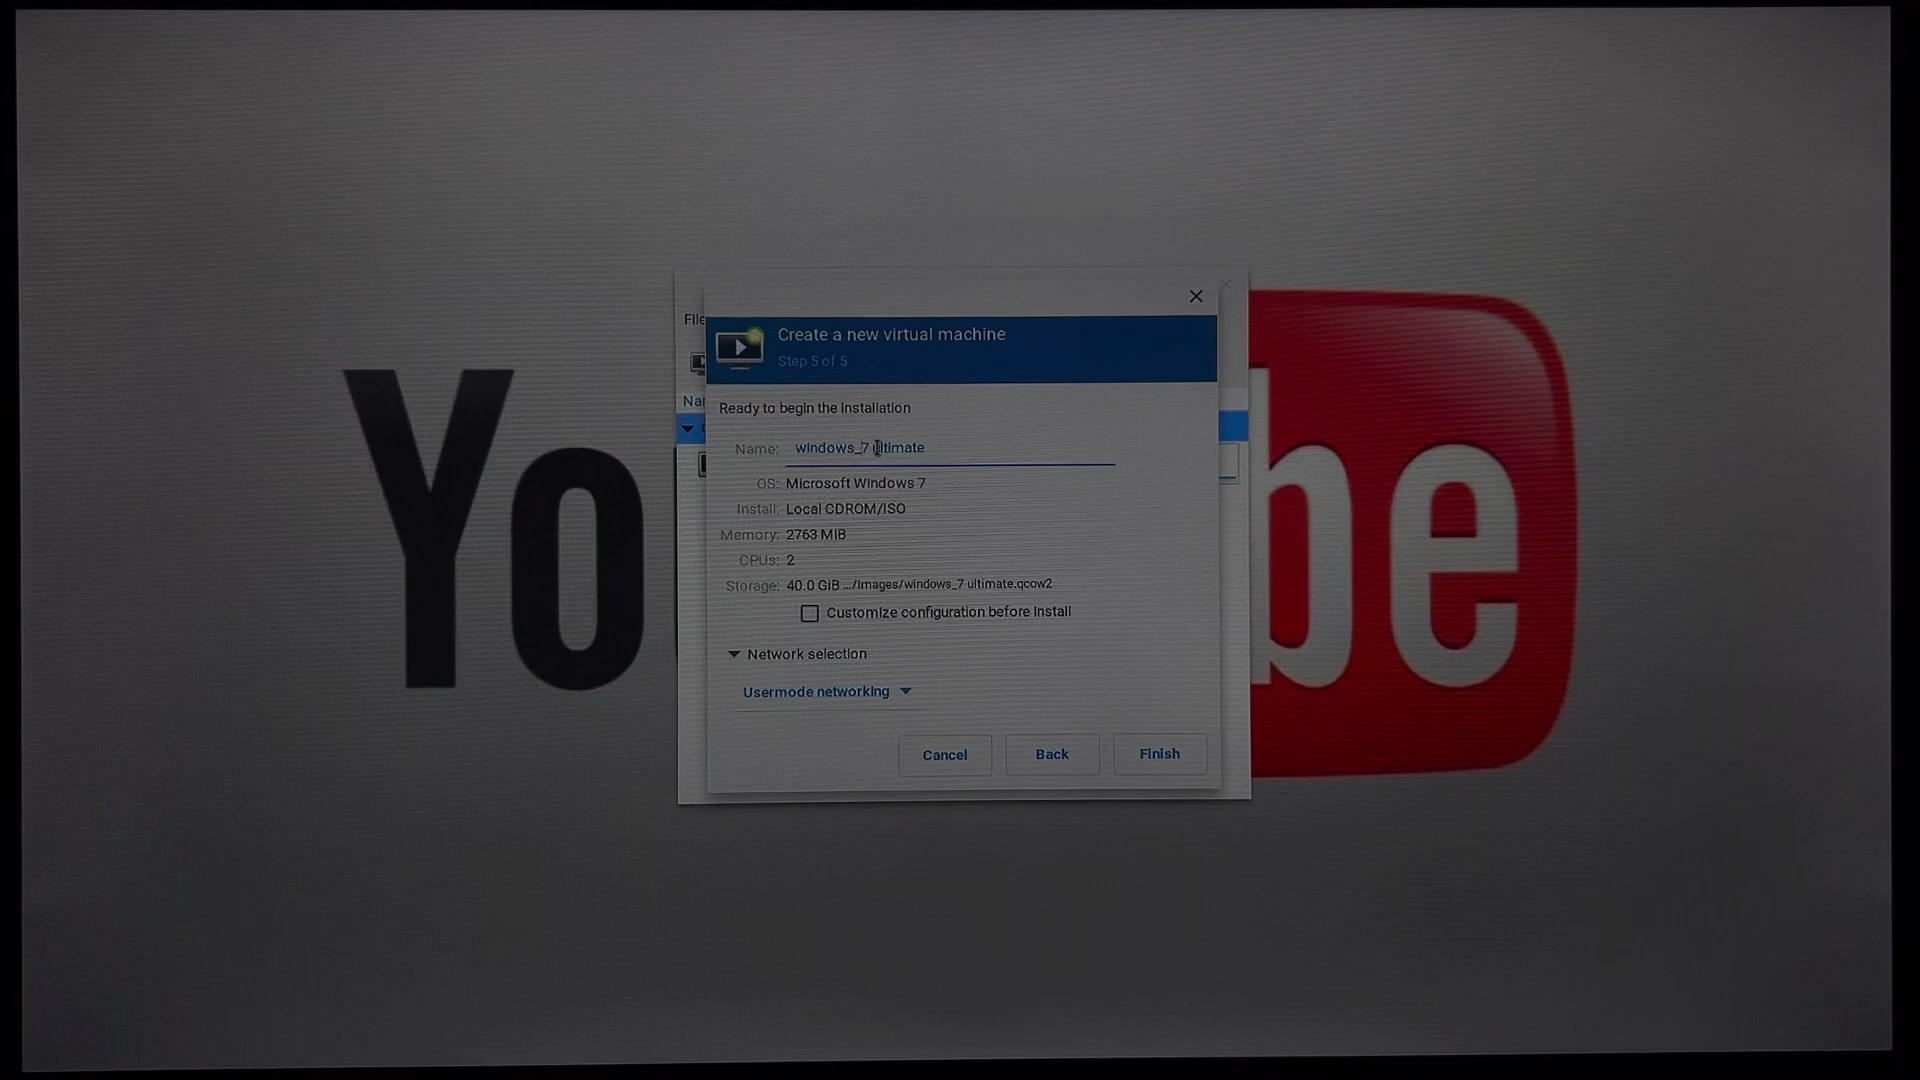 Yo be
File
Create a new virtual machine
Step 5 of 5
Ready to begin the installation
Name: windows_7 ultimate
OS: Microsoft Windows 7
Install: Local CDROM/ISO
Memory: 2763 MiB
CPUs: 2
Storage: 40.0 GiB .../images/windows_7 ultimate.qcow2
Customize configuration before install
Network selection
Usermode networking
Cancel Back Finish